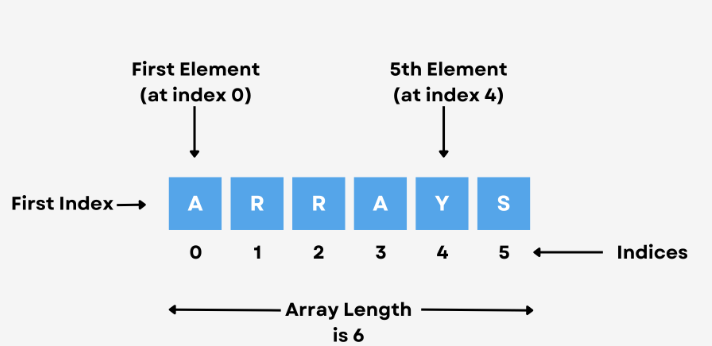 First Element
(at index 0)
5th Element
(at index 4)
First Index
A R R A Y S
0 1 2 3 4 5
Indices
Array Length
is 6